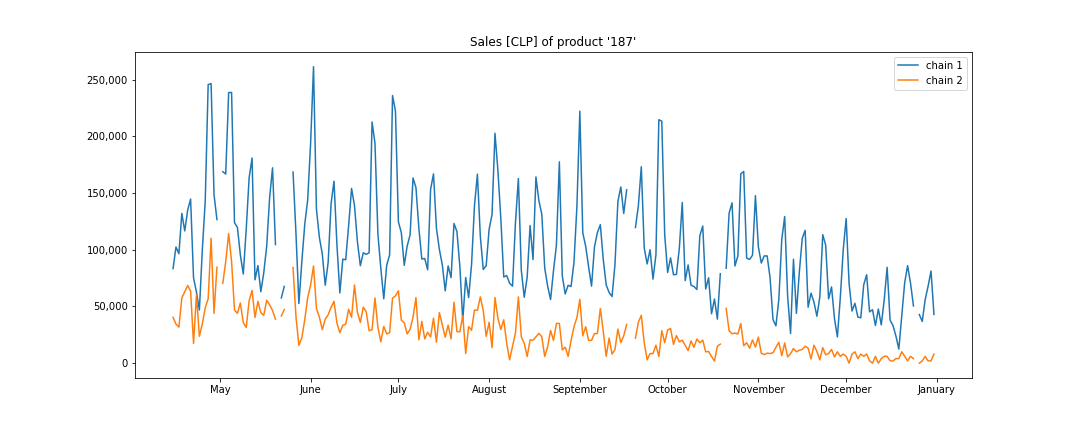 Sales [CLP] of product '187'
chain 1
chain 2
250,000
200,000
150,000
100,000
50,000
0
May June July August September October November December January